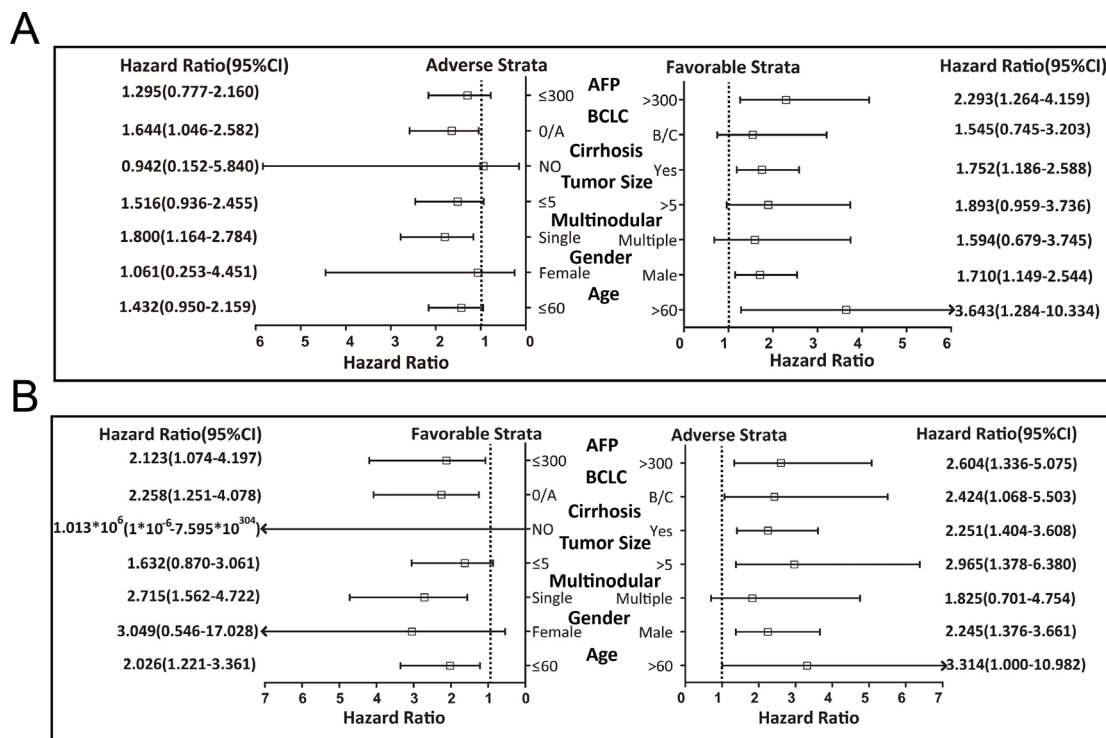 A
Hazard Ratio(95%CI) Adverse Strata Favorable Strata Hazard Ratio(95%CI)
AFP
1.295(0.777-2.160) ≤300 >300 2.293(1.264-4.159)
BCLC
1.644(1.046-2.582) 0/A B/C 1.545(0.745-3.203)
Cirrhosis
0.942(0.152-5.840) NO Yes 1.752(1.186-2.588)
Tumor Size
1.516(0.936-2.455) ≤5 >5 1.893(0.959-3.736)
Multinodular
1.800(1.164-2.784) Single Multiple 1.594(0.679-3.745)
Gender
1.061(0.253-4.451) Female Male 1.710(1.149-2.544)
Age
1.432(0.950-2.159) ≤60 >60 3.643(1.284-10.334)
6 5 4 3 2 1 0 0 1 2 3 4 5 6
Hazard Ratio Hazard Ratio
B
Hazard Ratio(95%CI) Favorable Strata Adverse Strata Hazard Ratio(95%CI)
AFP
2.123(1.074-4.197) ≤300 >300 2.604(1.336-5.075)
BCLC
2.258(1.251-4.078) 0/A B/C 2.424(1.068-5.503)
Cirrhosis
1.013*10⁶(1*10⁻⁶-7.595*10³⁰⁴) NO Yes 2.251(1.404-3.608)
Tumor Size
1.632(0.870-3.061) ≤5 >5 2.965(1.378-6.380)
Multinodular
2.715(1.562-4.722) Single Multiple 1.825(0.701-4.754)
Gender
3.049(0.546-17.028) Female Male 2.245(1.376-3.661)
Age
2.026(1.221-3.361) ≤60 >60 3.314(1.000-10.982)
7 6 5 4 3 2 1 0 0 1 2 3 4 5 6 7
Hazard Ratio Hazard Ratio